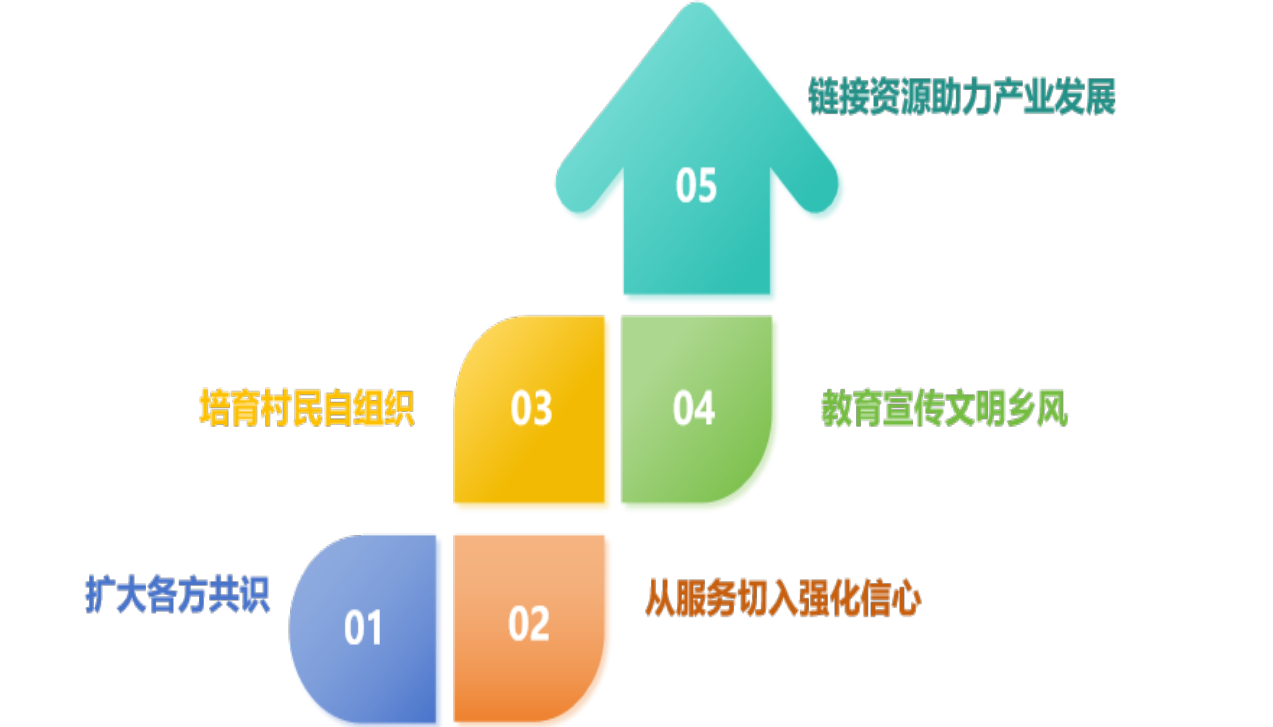 链接资源助力产业发展
05
培育村民自组织
03
04
教育宣传文明乡风
扩大各方共识
01
02
从服务切入强化信心